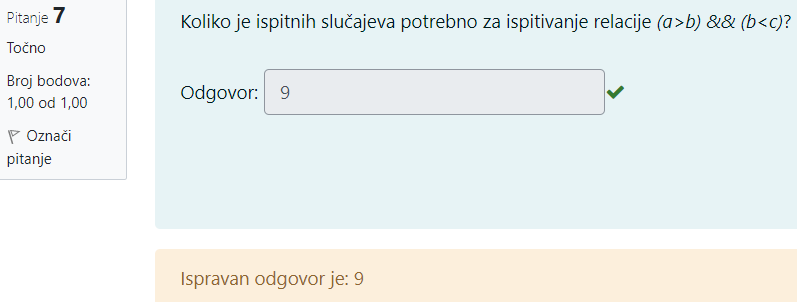 Pitanje 7
Točno
Broj bodova:
1,00 od 1,00
Označi
pitanje
Koliko je ispitnih slučajeva potrebno za ispitivanje relacije (a>b) && (b<c)?
Odgovor: 9
Ispravan odgovor je: 9